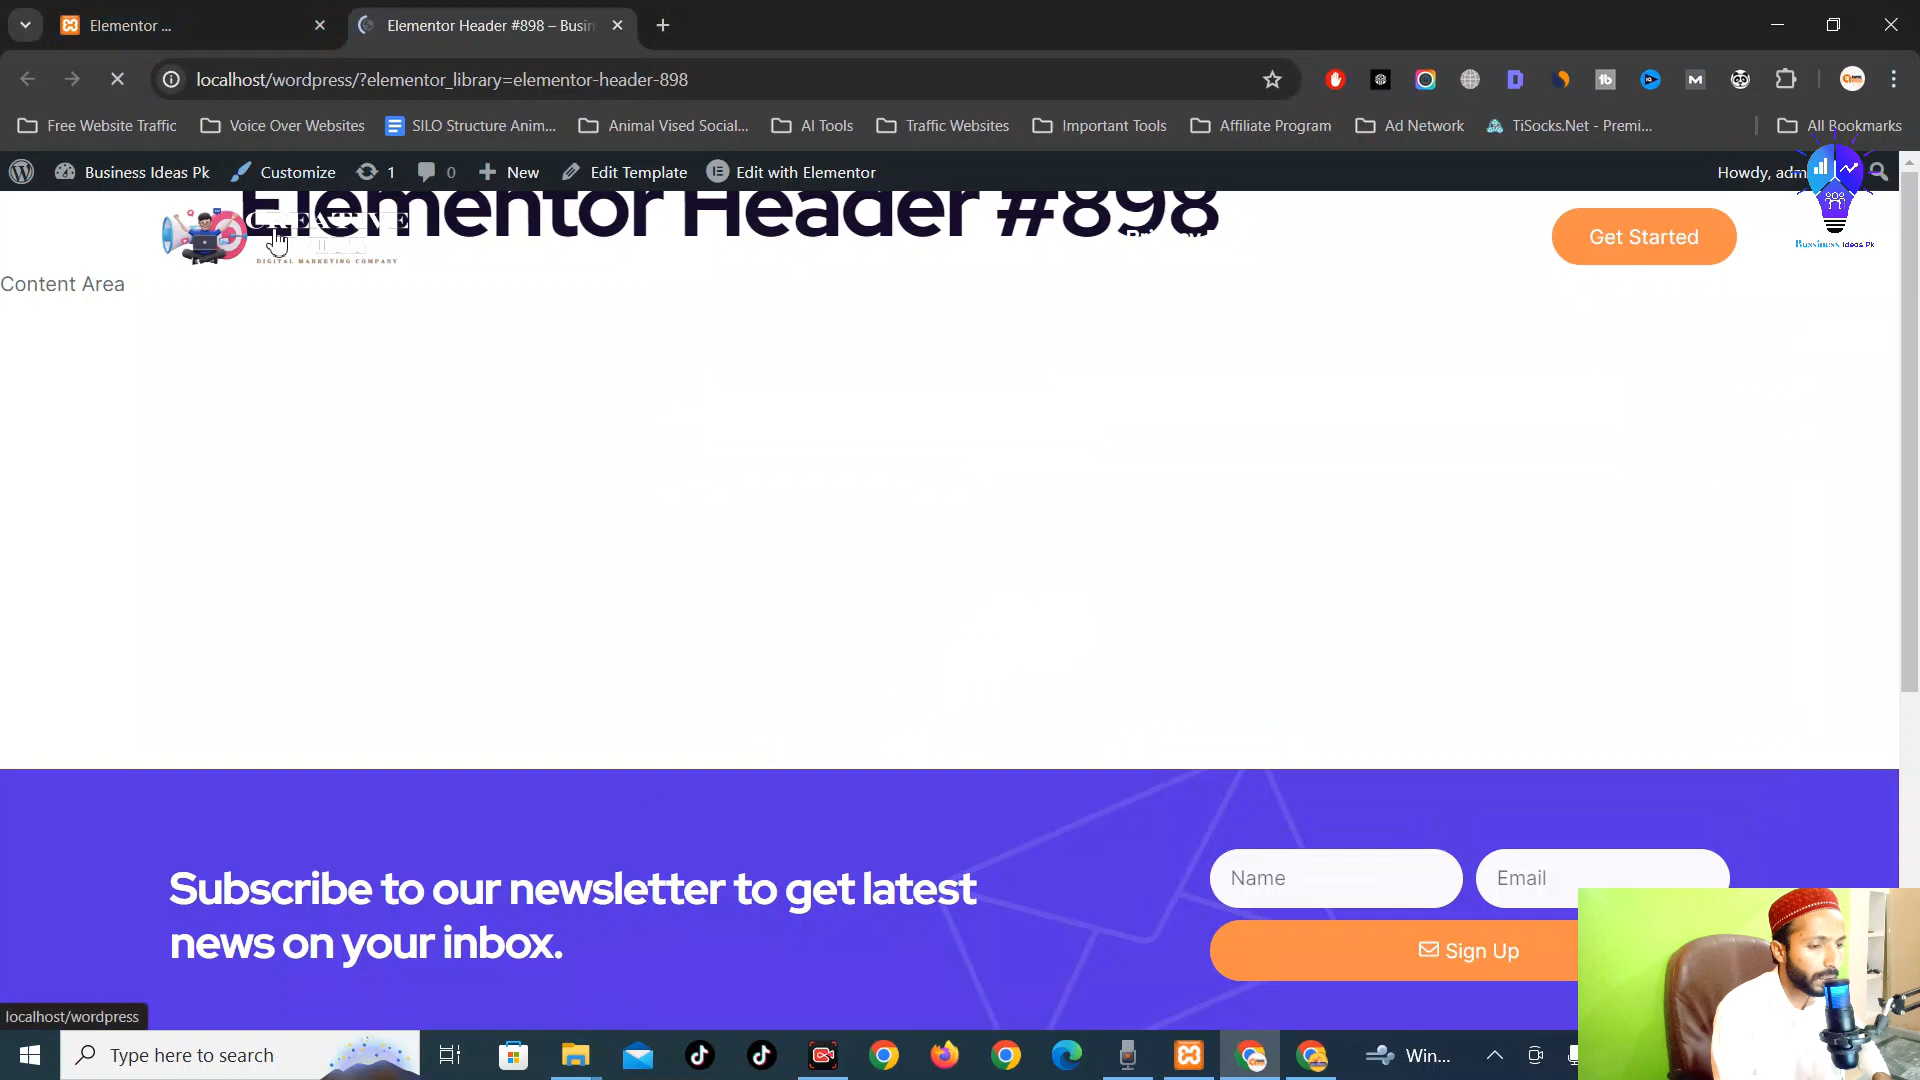 Elementor ...
Elementor Header #898 – Busin
localhost/wordpress/?elementor_library=elementor-header-898
Free Website Traffic
Voice Over Websites
SILO Structure Anim...
Animal Vised Social...
AI Tools
Traffic Websites
Important Tools
Affiliate Program
Ad Network
TiSocks.Net - Premi...
All Bookmarks
Business Ideas Pk
Customize
1
0
New
Edit Template
Edit with Elementor
Howdy, adm
Elementor Header #898
CREATIVE
DIGITAL MARKETING COMPANY
Get Started
Bussiness Ideas Pk
Content Area
Subscribe to our newsletter to get latest
news on your inbox.
Name
Email
Sign Up
localhost/wordpress
Type here to search
Win...